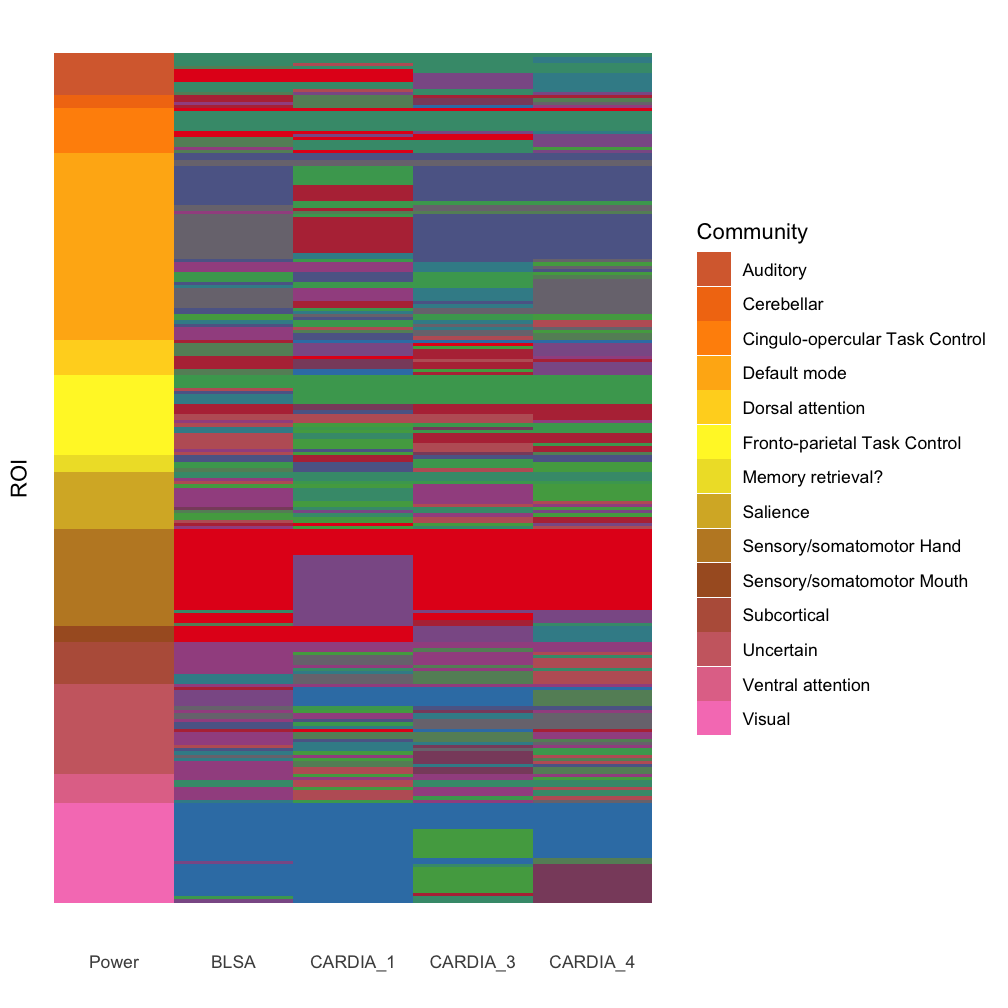 ROI
Power
BLSA
CARDIA_1
CARDIA_3
CARDIA_4
Community
Auditory
Cerebellar
Cingulo-opercular Task Control
Default mode
Dorsal attention
Fronto-parietal Task Control
Memory retrieval?
Salience
Sensory/somatomotor Hand
Sensory/somatomotor Mouth
Subcortical
Uncertain
Ventral attention
Visual